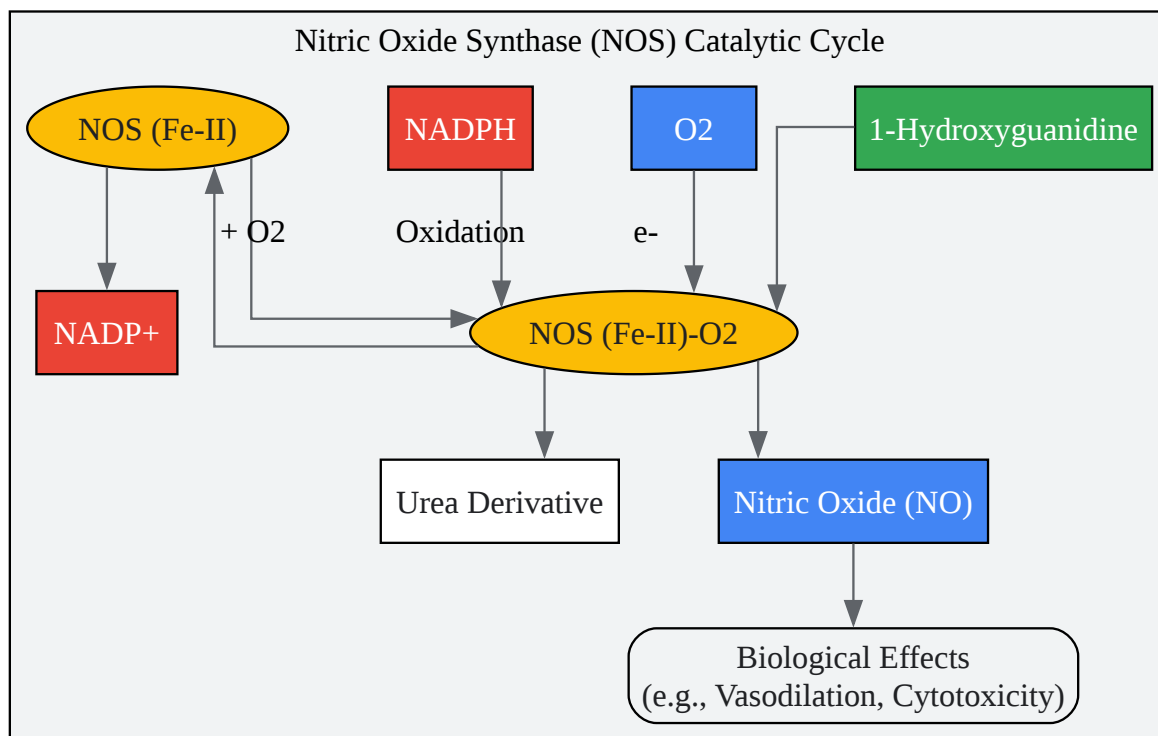 Nitric Oxide Synthase (NOS) Catalytic Cycle
NOS (Fe-II)
NADPH
O2
1-Hydroxyguanidine
+ O2
Oxidation
e-
NADP+
NOS (Fe-II)-O2
Urea Derivative
Nitric Oxide (NO)
Biological Effects
(e.g., Vasodilation, Cytotoxicity)